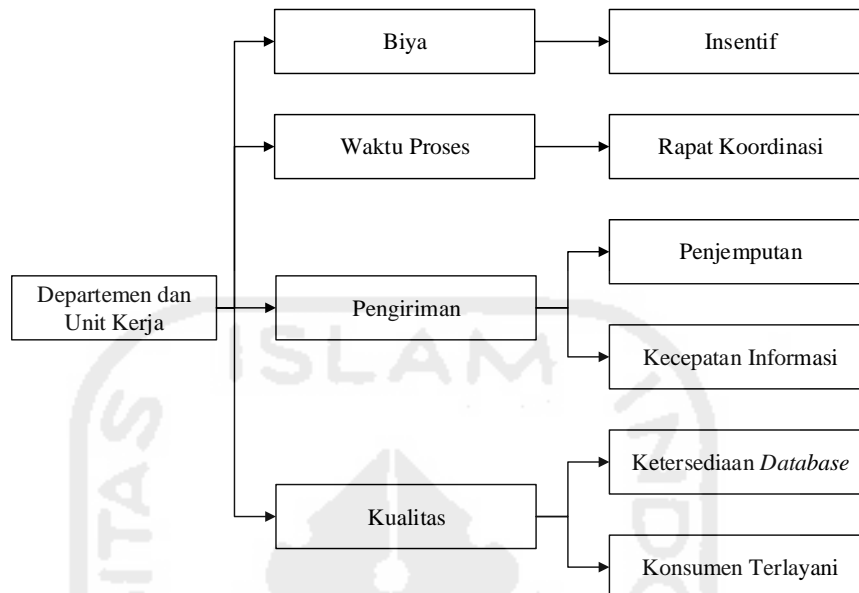 Biya
Insentif
Waktu Proses
Rapat Koordinasi
Departemen dan
Unit Kerja
Pengiriman
Penjemputan
Kecepatan Informasi
Kualitas
Ketersediaan Database
Konsumen Terlayani
ISLAM